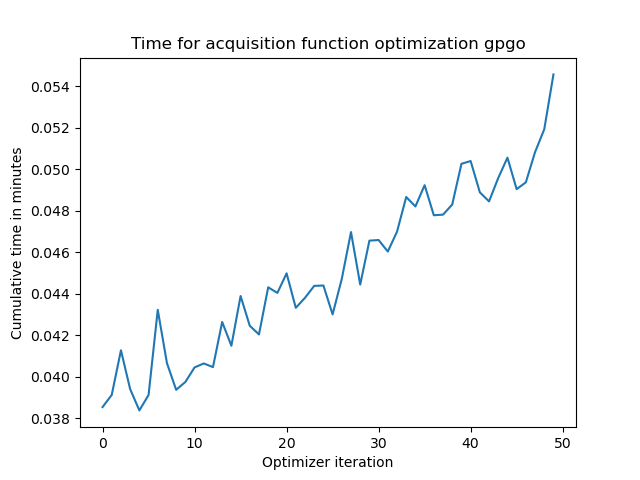 Time for acquisition function optimization gpgo
0.054
0.052
0.050
0.048
0.046
0.044
0.042
0.040
0.038
Cumulative time in minutes
0 10 20 30 40 50
Optimizer iteration